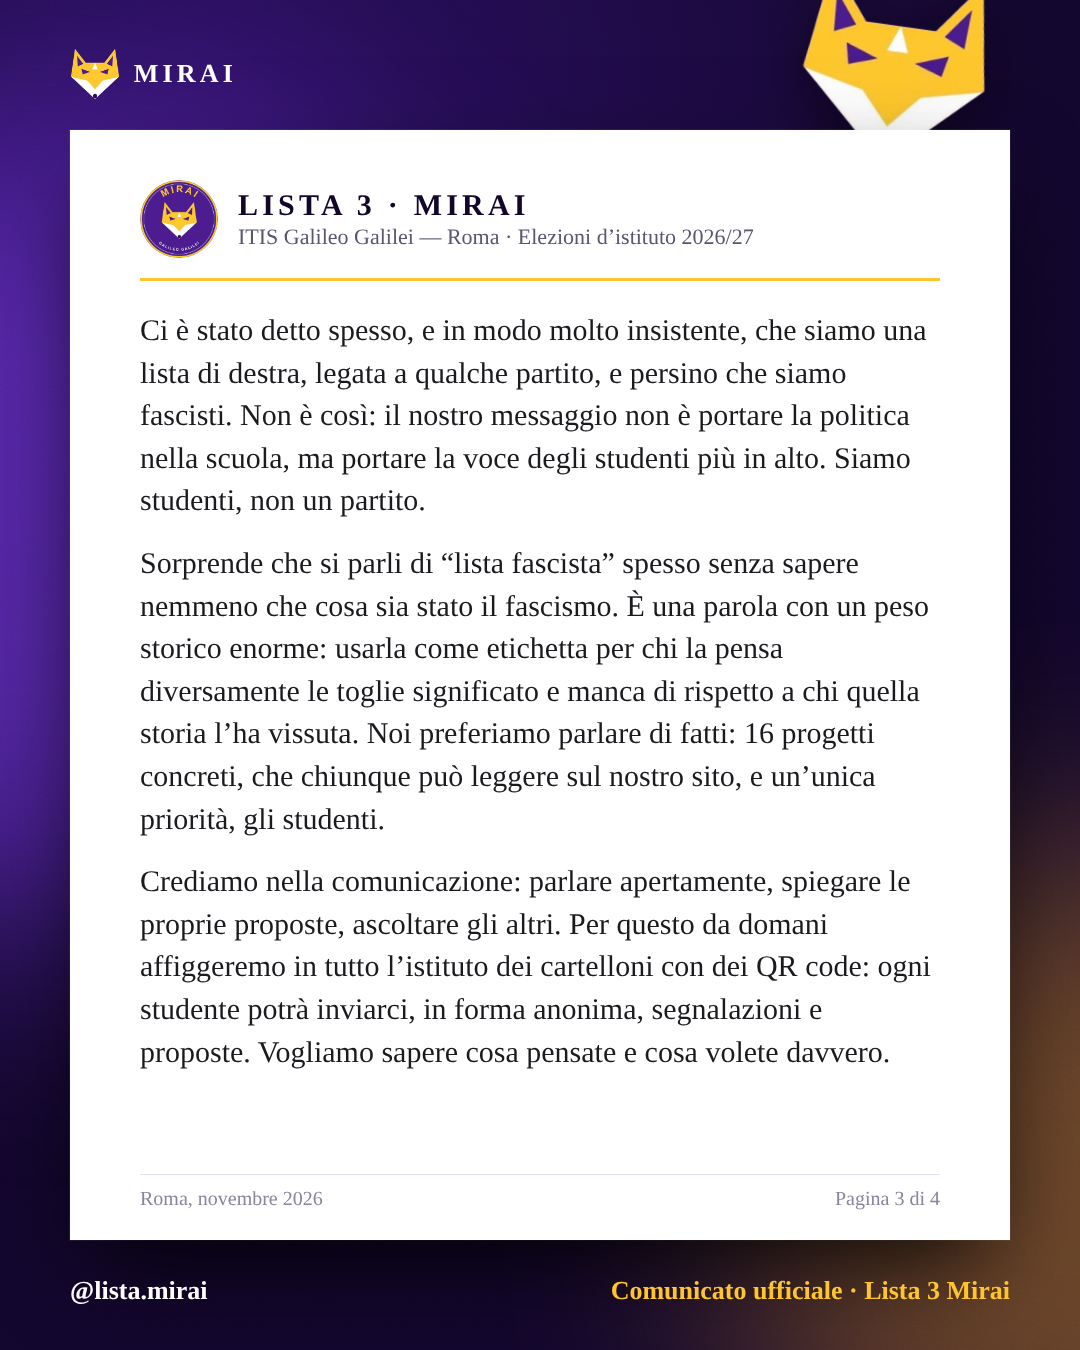 MIRAI
MIRAI
GALILEO GALILEI
LISTA 3 · MIRAI
ITIS Galileo Galilei — Roma · Elezioni d’istituto 2026/27
Ci è stato detto spesso, e in modo molto insistente, che siamo una
lista di destra, legata a qualche partito, e persino che siamo
fascisti. Non è così: il nostro messaggio non è portare la politica
nella scuola, ma portare la voce degli studenti più in alto. Siamo
studenti, non un partito.
Sorprende che si parli di “lista fascista” spesso senza sapere
nemmeno che cosa sia stato il fascismo. È una parola con un peso
storico enorme: usarla come etichetta per chi la pensa
diversamente le toglie significato e manca di rispetto a chi quella
storia l’ha vissuta. Noi preferiamo parlare di fatti: 16 progetti
concreti, che chiunque può leggere sul nostro sito, e un’unica
priorità, gli studenti.
Crediamo nella comunicazione: parlare apertamente, spiegare le
proprie proposte, ascoltare gli altri. Per questo da domani
affiggeremo in tutto l’istituto dei cartelloni con dei QR code: ogni
studente potrà inviarci, in forma anonima, segnalazioni e
proposte. Vogliamo sapere cosa pensate e cosa volete davvero.
Roma, novembre 2026
Pagina 3 di 4
@lista.mirai
Comunicato ufficiale · Lista 3 Mirai